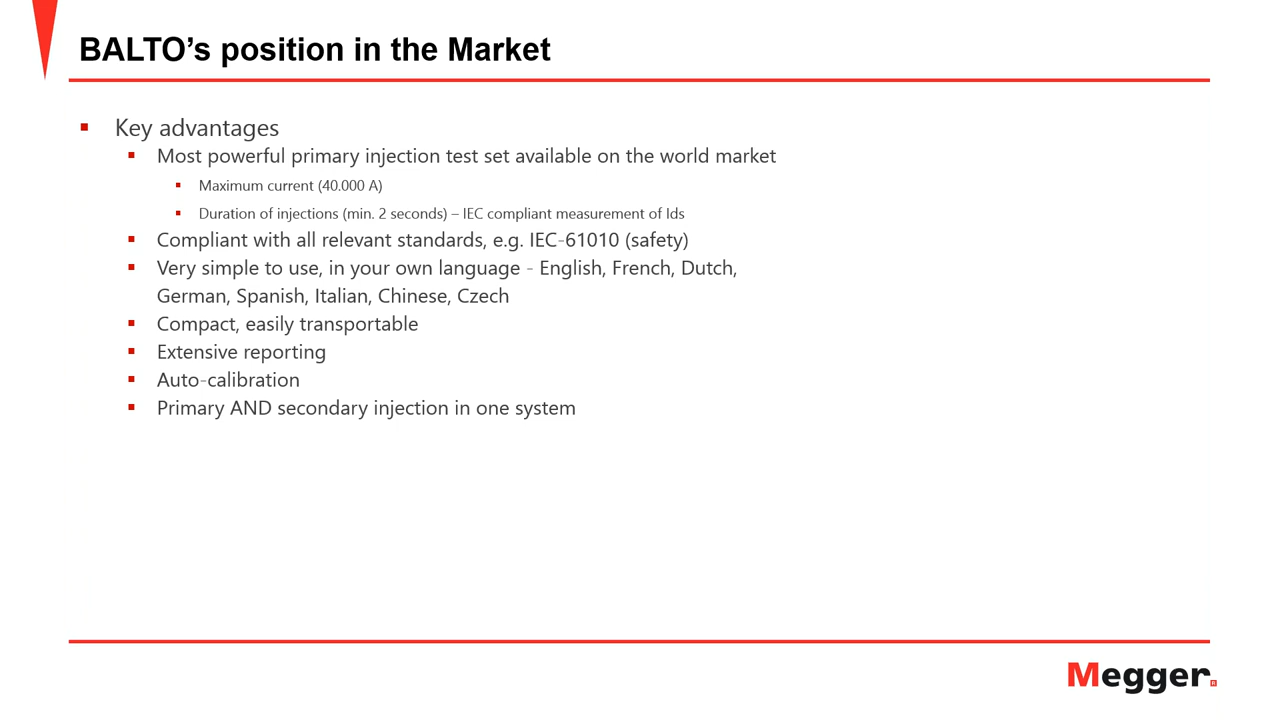 BALTO’s position in the Market
Key advantages
Most powerful primary injection test set available on the world market
Maximum current (40.000 A)
Duration of injections (min. 2 seconds) – IEC compliant measurement of Ids
Compliant with all relevant standards, e.g. IEC-61010 (safety)
Very simple to use, in your own language - English, French, Dutch,
German, Spanish, Italian, Chinese, Czech
Compact, easily transportable
Extensive reporting
Auto-calibration
Primary AND secondary injection in one system
Megger